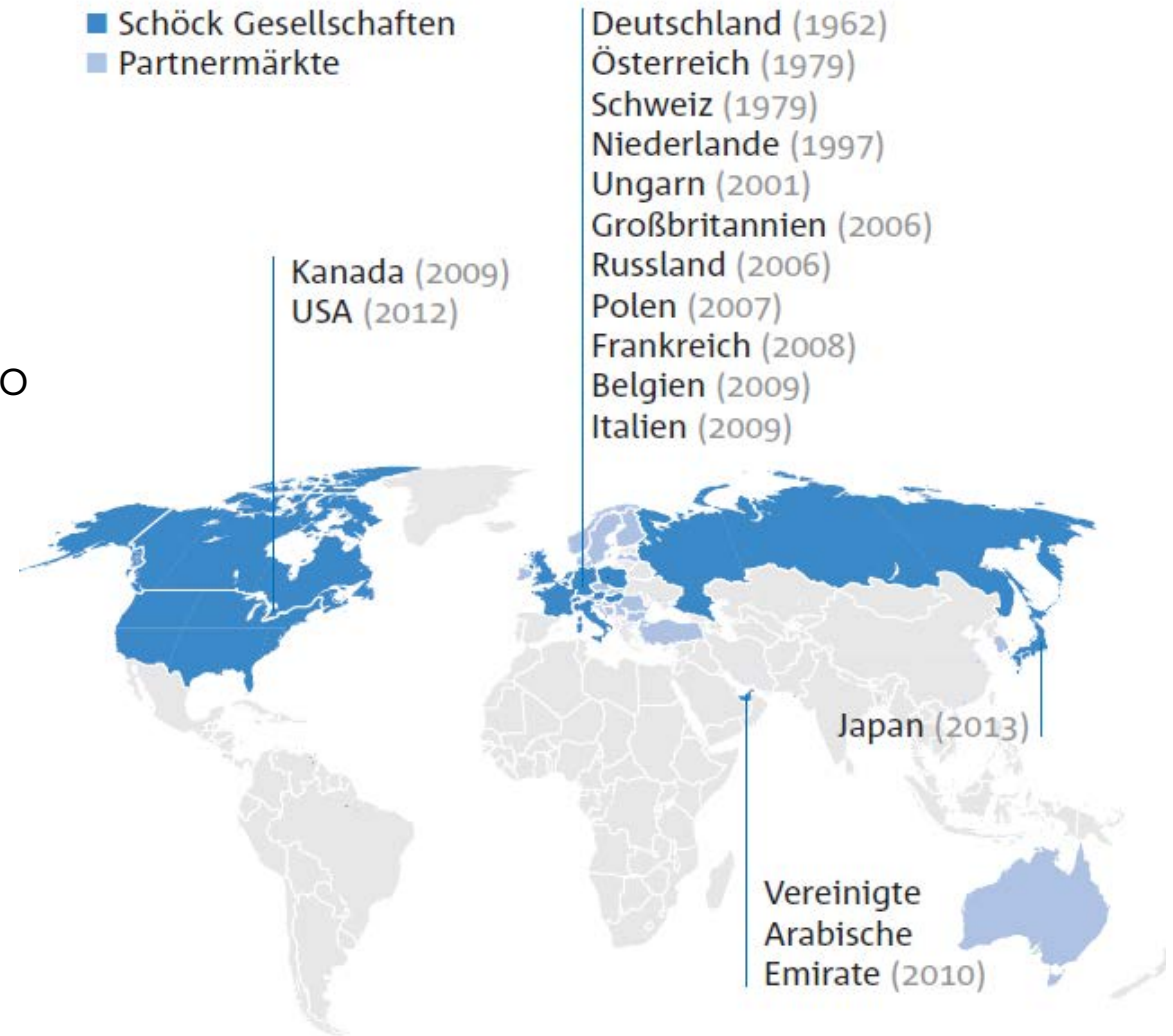 Schöck Gesellschaften
Partnermärkte
Deutschland (1962)
Österreich (1979)
Schweiz (1979)
Niederlande (1997)
Ungarn (2001)
Großbritannien (2006)
Russland (2006)
Polen (2007)
Frankreich (2008)
Belgien (2009)
Italien (2009)
Kanada (2009)
USA (2012)
O
Japan (2013)
Vereinigte
Arabische
Emirate (2010)